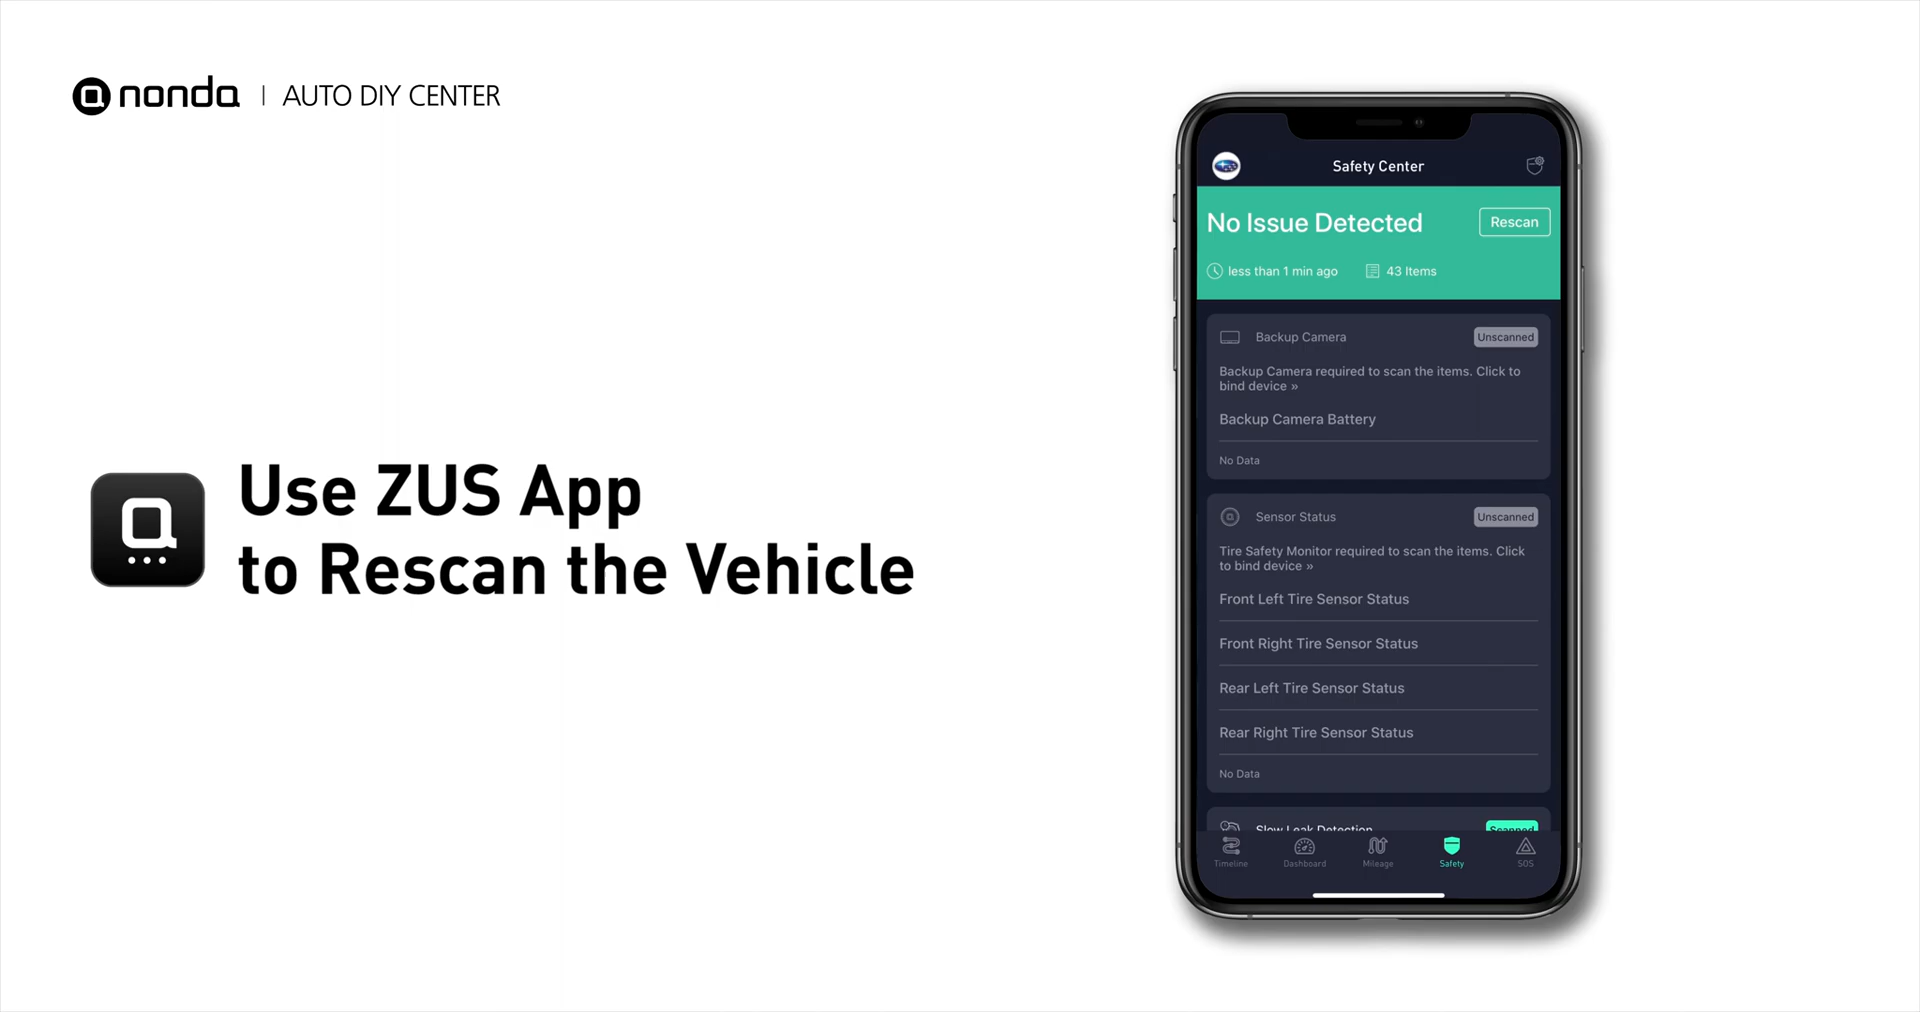 nonda | AUTO DIY CENTER
Use ZUS App
to Rescan the Vehicle
Safety Center
No Issue Detected
Rescan
less than 1 min ago
43 Items
Backup Camera
Unscanned
Backup Camera required to scan the items. Click to
bind device »
Backup Camera Battery
No Data
Sensor Status
Unscanned
Tire Safety Monitor required to scan the items. Click
to bind device »
Front Left Tire Sensor Status
Front Right Tire Sensor Status
Rear Left Tire Sensor Status
Rear Right Tire Sensor Status
No Data
Slow Leak Detection
Scanned
Timeline
Dashboard
Mileage
Safety
SOS